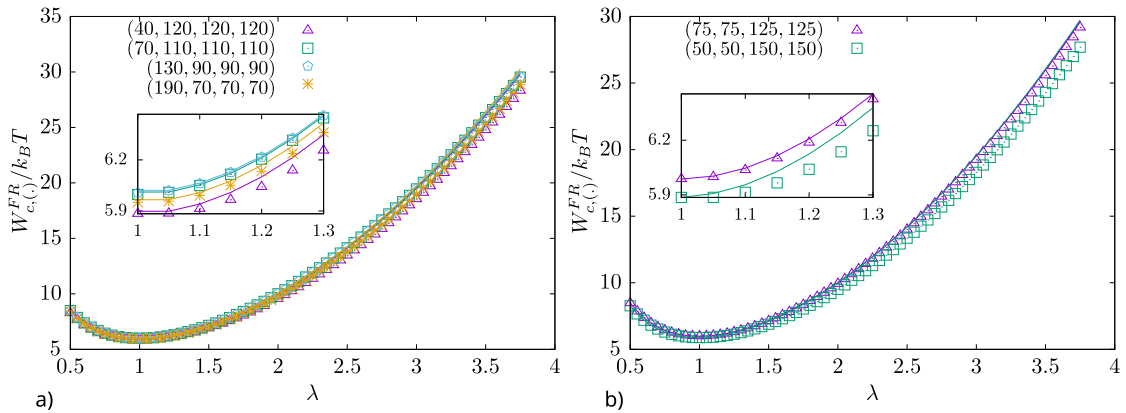 35
30
25
20
15
10
5
0.5 1 1.5 2 2.5 3 3.5 4
W_{c,(.)}^{FR}/k_BT
λ
(40, 120, 120, 120)
(70, 110, 110, 110)
(130, 90, 90, 90)
(190, 70, 70, 70)
6.2
5.9
1 1.1 1.2 1.3
a)
30
25
20
15
10
5
0.5 1 1.5 2 2.5 3 3.5 4
W_{c,(.)}^{FR}/k_BT
λ
(75, 75, 125, 125)
(50, 50, 150, 150)
6.2
5.9
1 1.1 1.2 1.3
b)